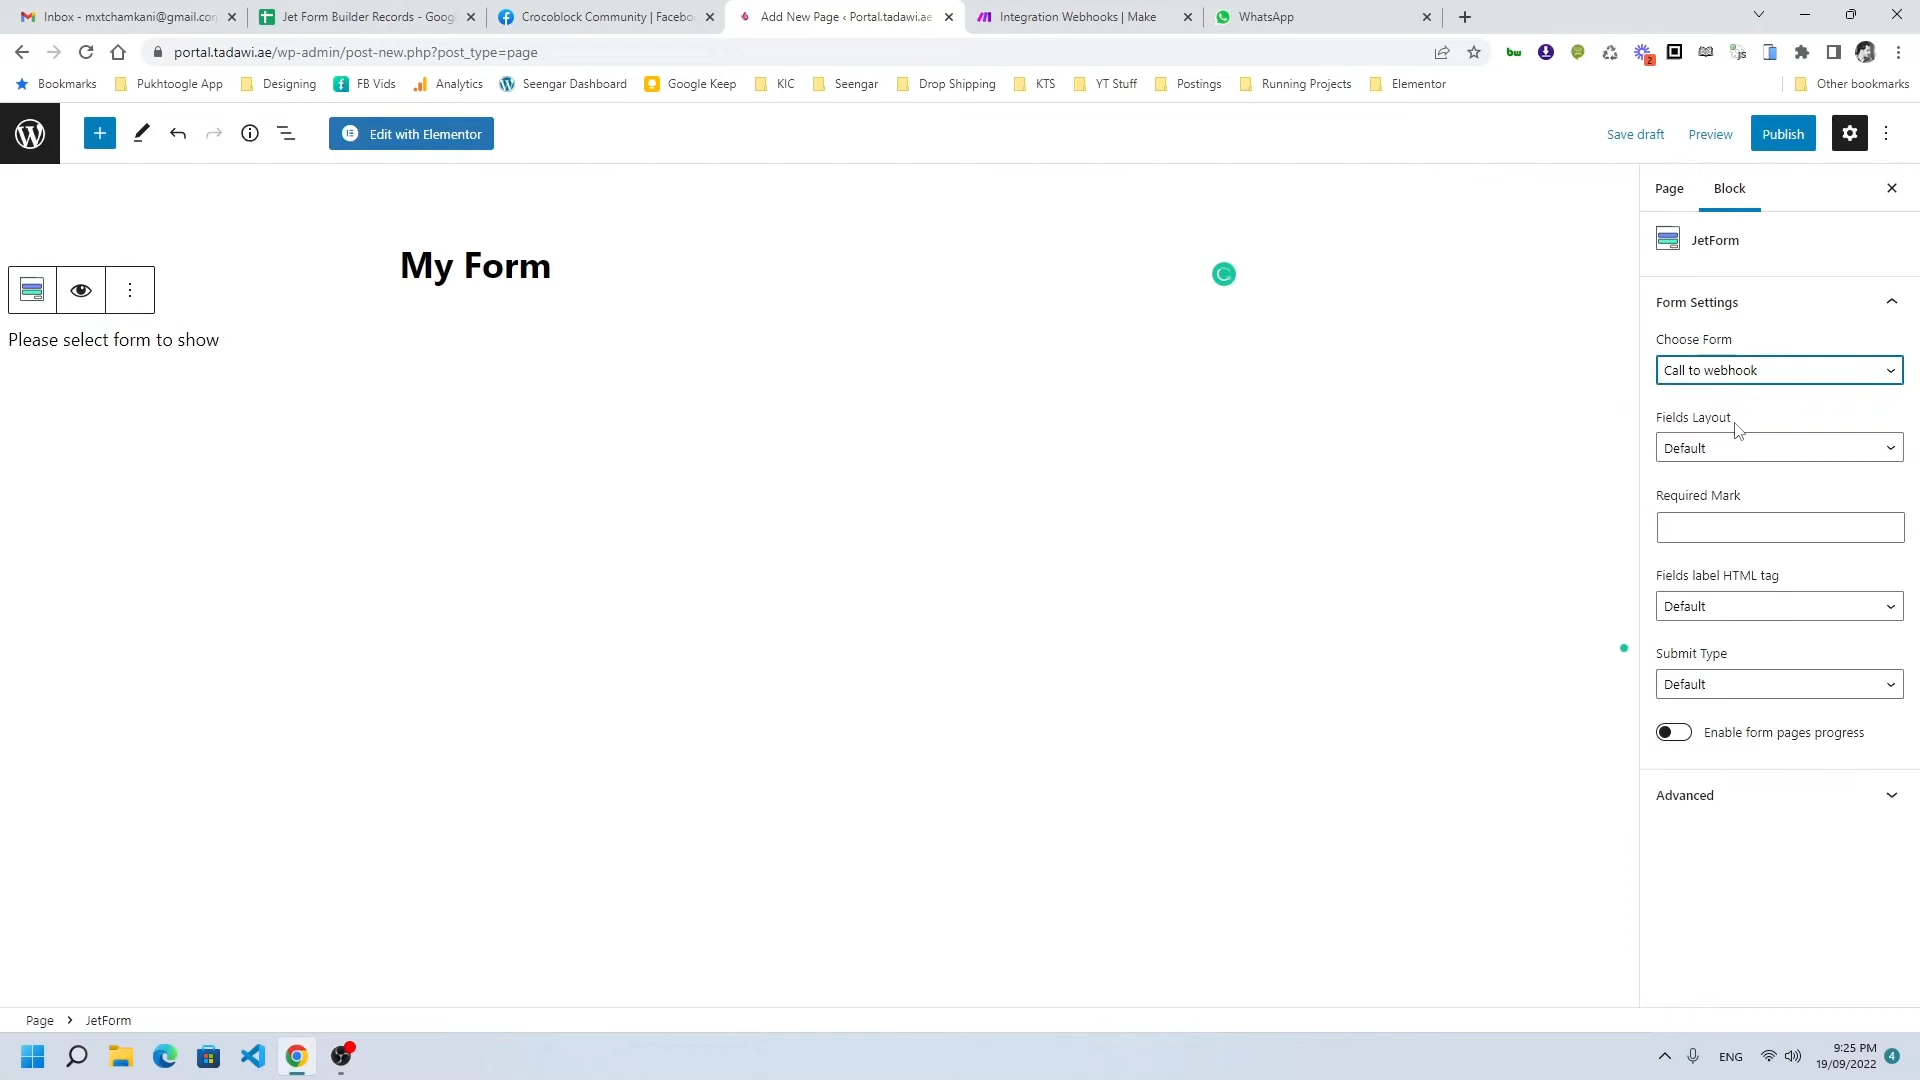 Inbox - mxtchamkani@gmail.con
Jet Form Builder Records - Goog
Crocoblock Community | Facebo
Add New Page ‹ Portal.tadawi.ae
Integration Webhooks | Make
WhatsApp
portal.tadawi.ae/wp-admin/post-new.php?post_type=page
bw
2
js
Bookmarks
Pukhtoogle App
Designing
FB Vids
Analytics
Seengar Dashboard
Google Keep
KIC
Seengar
Drop Shipping
KTS
YT Stuff
Postings
Running Projects
Elementor
Other bookmarks
Edit with Elementor
Save draft
Preview
Publish
Page
Block
JetForm
My Form
Please select form to show
Form Settings
Choose Form
Call to webhook
Fields Layout
Default
Required Mark
Fields label HTML tag
Default
Submit Type
Default
Enable form pages progress
Advanced
Page
JetForm
ENG
9:25 PM
19/09/2022
4